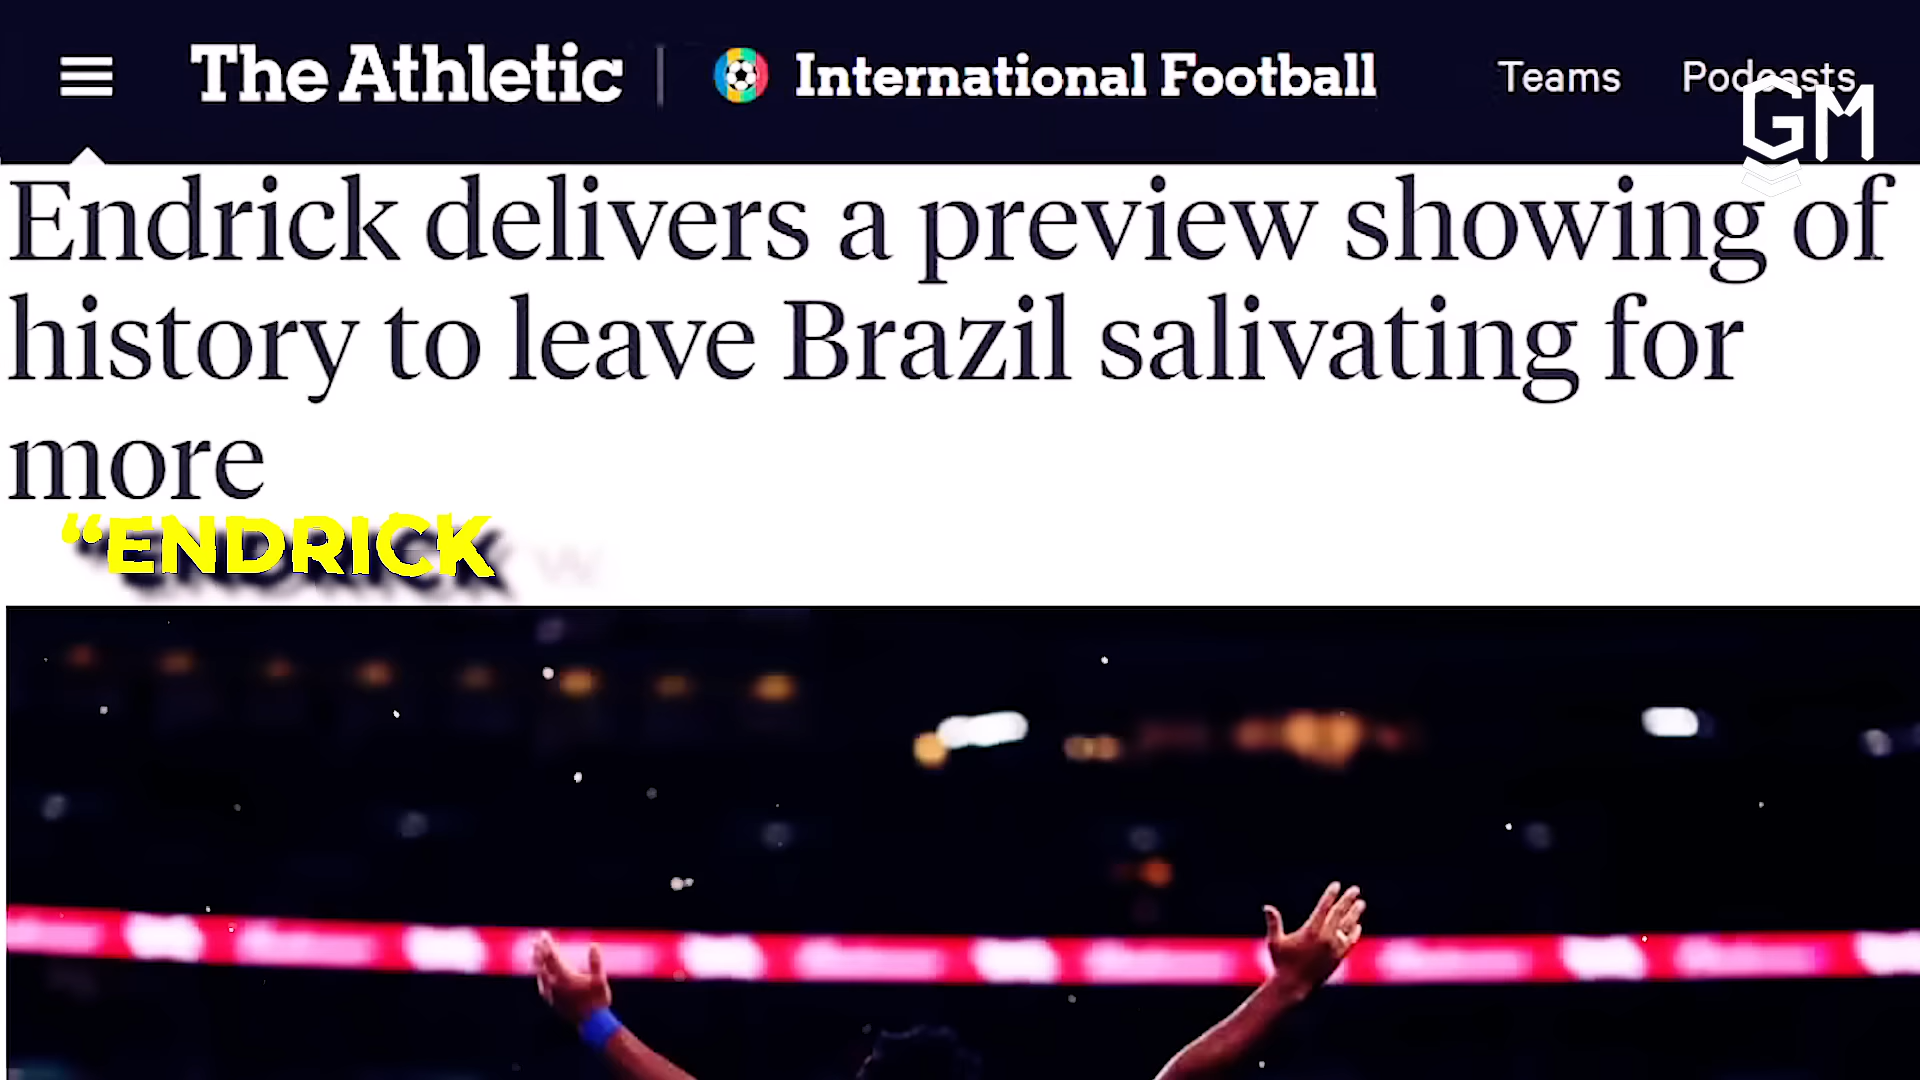 The Athletic
International Football
Teams
Podcasts
GM
Endrick delivers a preview showing of
history to leave Brazil salivating for
more
“ENDRICK